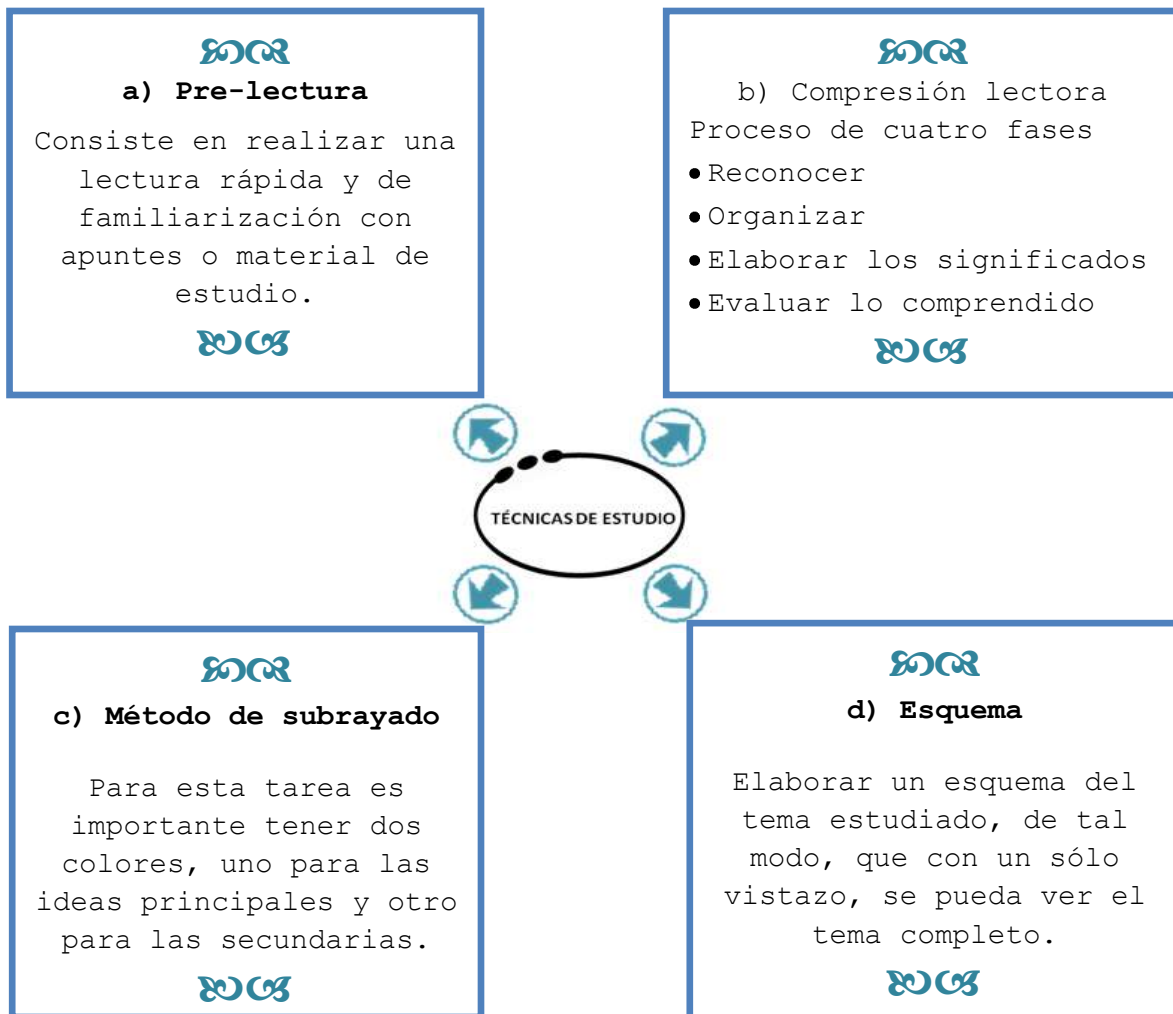 a) Pre-lectura
Consiste en realizar una
lectura rápida y de
familiarización con
apuntes o material de
estudio.
b) Compresión lectora
Proceso de cuatro fases
•Reconocer
•Organizar
•Elaborar los significados
•Evaluar lo comprendido
TÉCNICAS DE ESTUDIO
c) Método de subrayado
Para esta tarea es
importante tener dos
colores, uno para las
ideas principales y otro
para las secundarias.
d) Esquema
Elaborar un esquema del
tema estudiado, de tal
modo, que con un sólo
vistazo, se pueda ver el
tema completo.